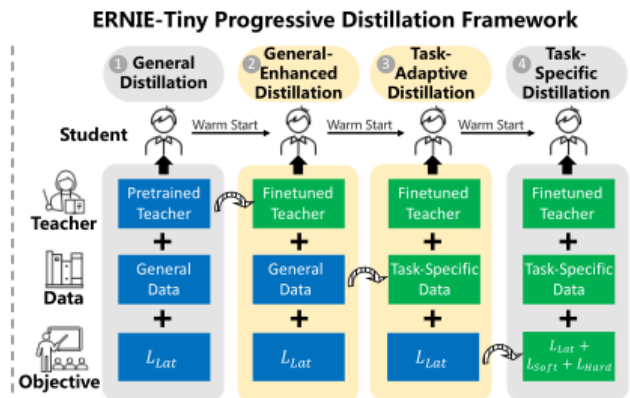 ERNIE-Tiny Progressive Distillation Framework
1 General
Distillation
2 General-
Enhanced
Distillation
3 Task-
Adaptive
Distillation
4 Task-
Specific
Distillation
Student
Warm Start
Warm Start
Warm Start
Teacher
Pretrained
Teacher
Finetuned
Teacher
Finetuned
Teacher
Finetuned
Teacher
+ + + +
Data
General
Data
General
Data
Task-Specific
Data
Task-Specific
Data
+ + + +
Objective
L_Lat
L_Lat
L_Lat
L_Lat +
L_Soft + L_Hard